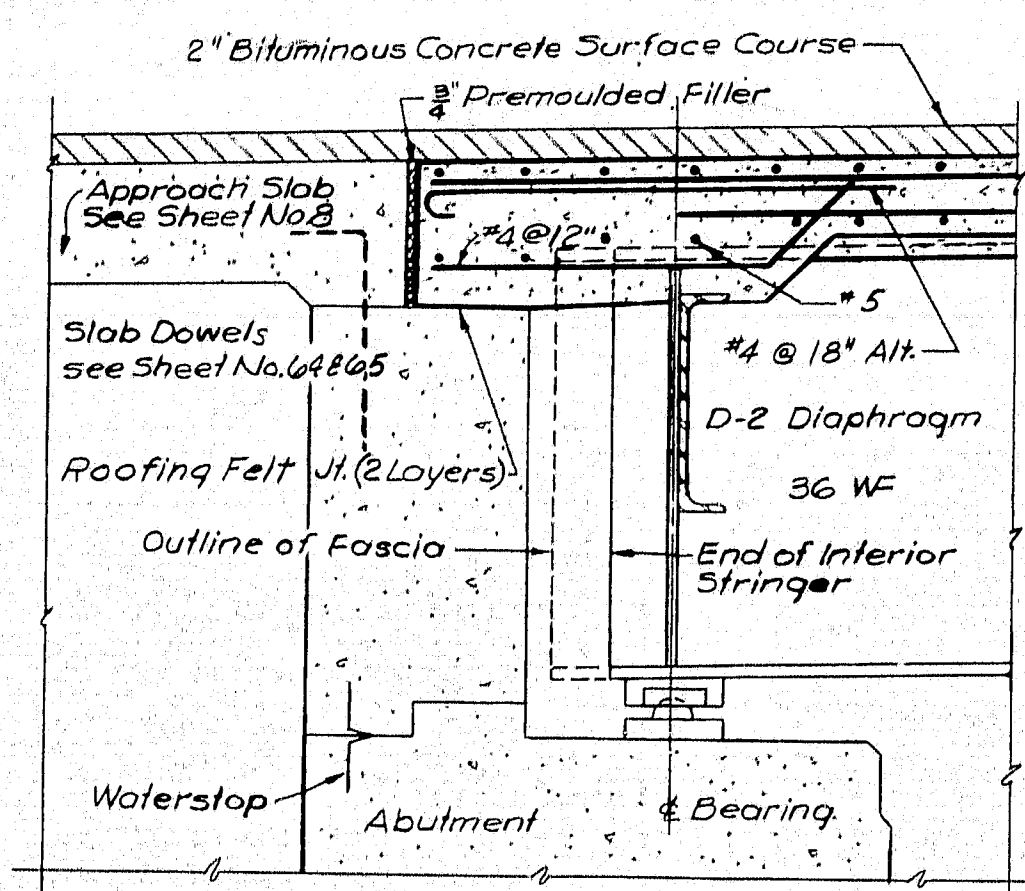 2" Bituminous Concrete Surface Course
3/4" Premoulded Filler
Approach Slab
See Sheet No.8
#4 @ 12"
#5
#4 @ 18" Alt.
Slab Dowels
see Sheet No.64&65
D-2 Diaphragm
36 WF
Roofing Felt Jt. (2 Layers)
Outline of Fascia
End of Interior
Stringer
Waterstop
Abutment
℄ Bearing